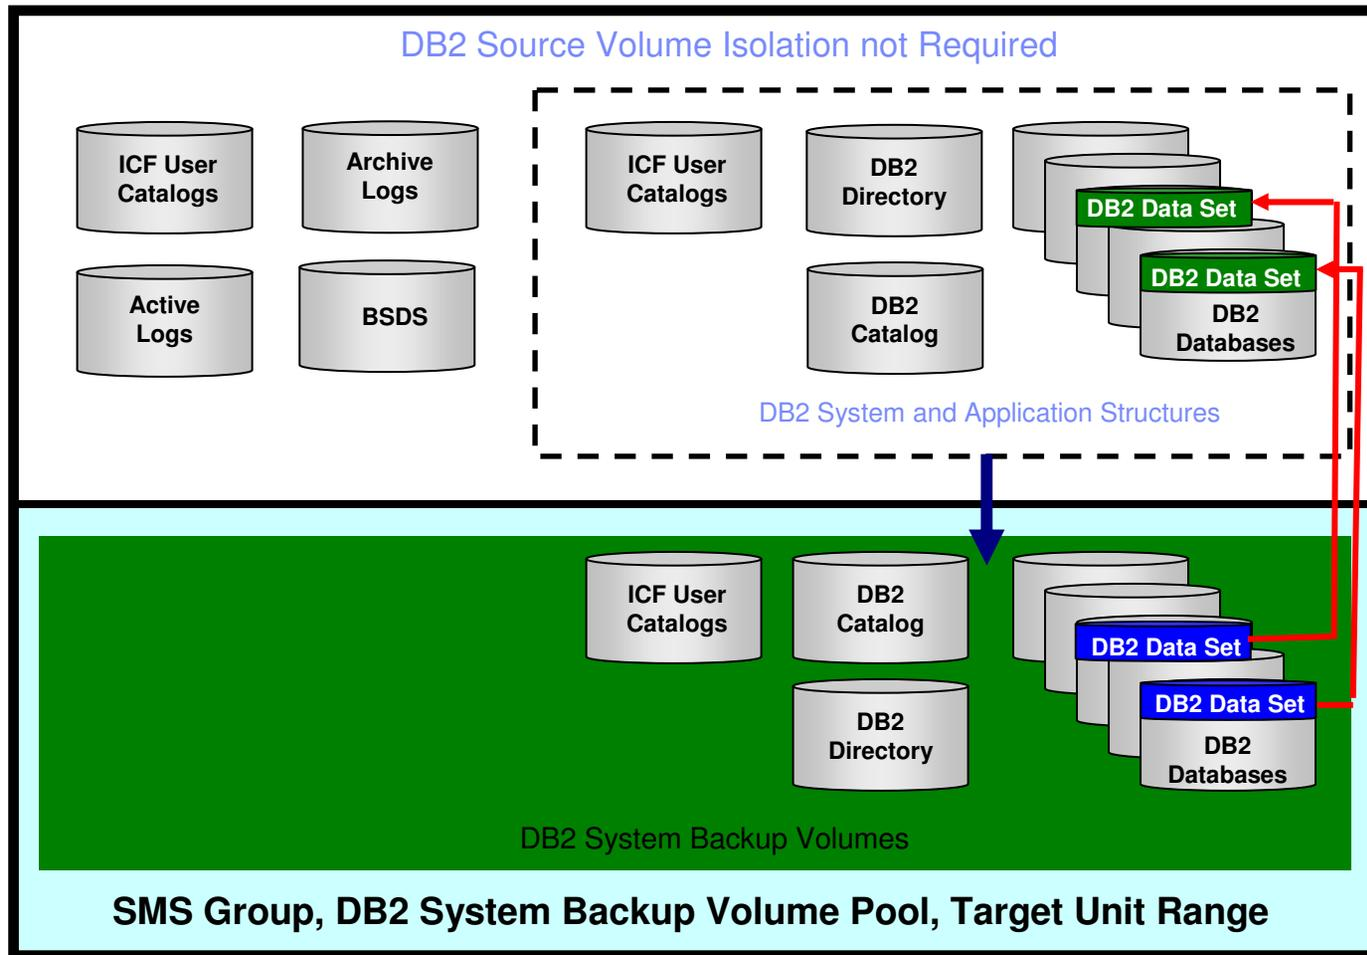 DB2 Source Volume Isolation not Required
ICF User
Catalogs
Archive
Logs
ICF User
Catalogs
DB2
Directory
DB2 Data Set
Active
Logs
BSDS
DB2
Catalog
DB2 Data Set
DB2
Databases
DB2 System and Application Structures
ICF User
Catalogs
DB2
Catalog
DB2 Data Set
DB2
Directory
DB2 Data Set
DB2
Databases
DB2 System Backup Volumes
SMS Group, DB2 System Backup Volume Pool, Target Unit Range